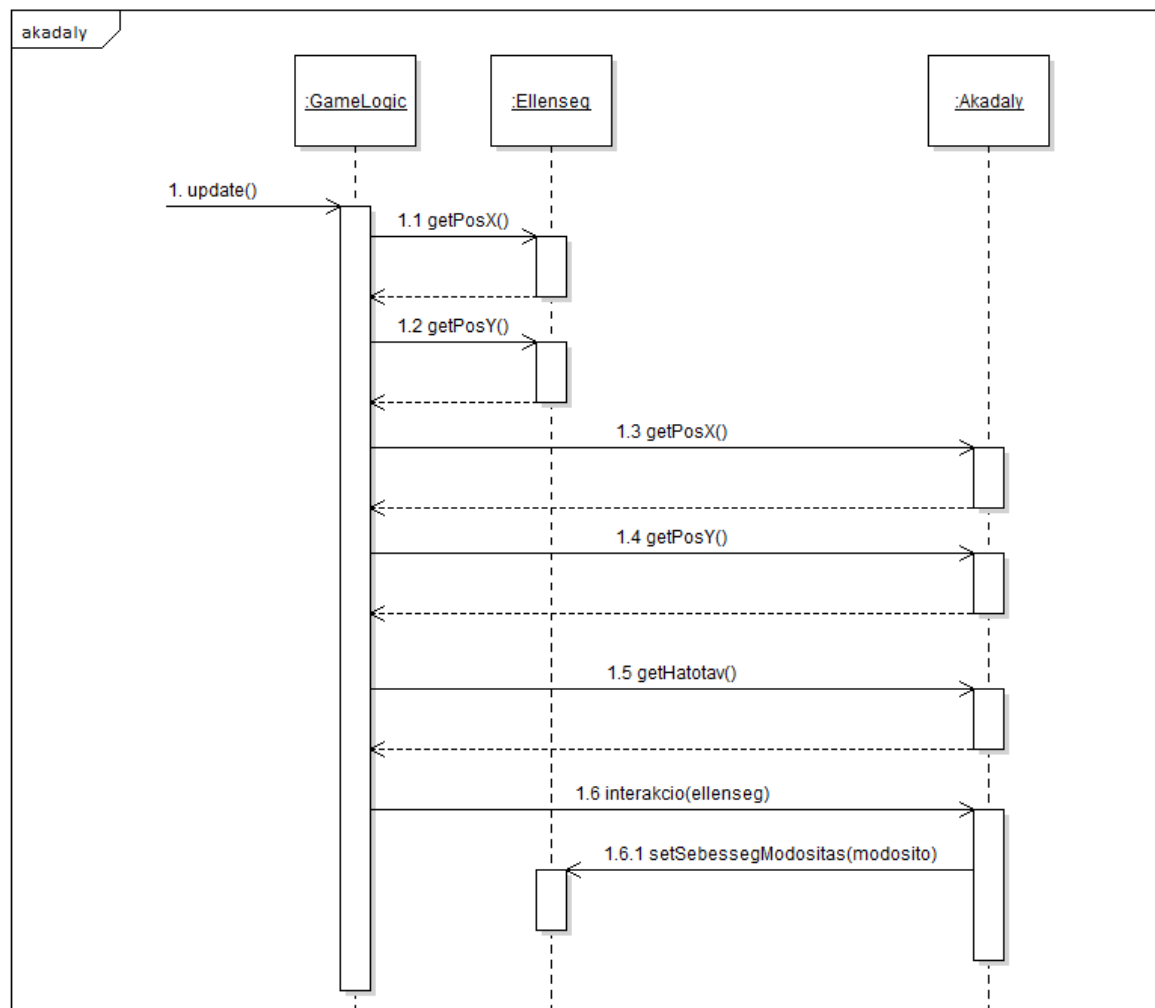 akadaly
:GameLogic
:Ellenseg
:Akadaly
1. update()
1.1 getPosX()
1.2 getPosY()
1.3 getPosX()
1.4 getPosY()
1.5 getHatotav()
1.6 interakcio(ellenseg)
1.6.1 setSebessegModositas(modosito)